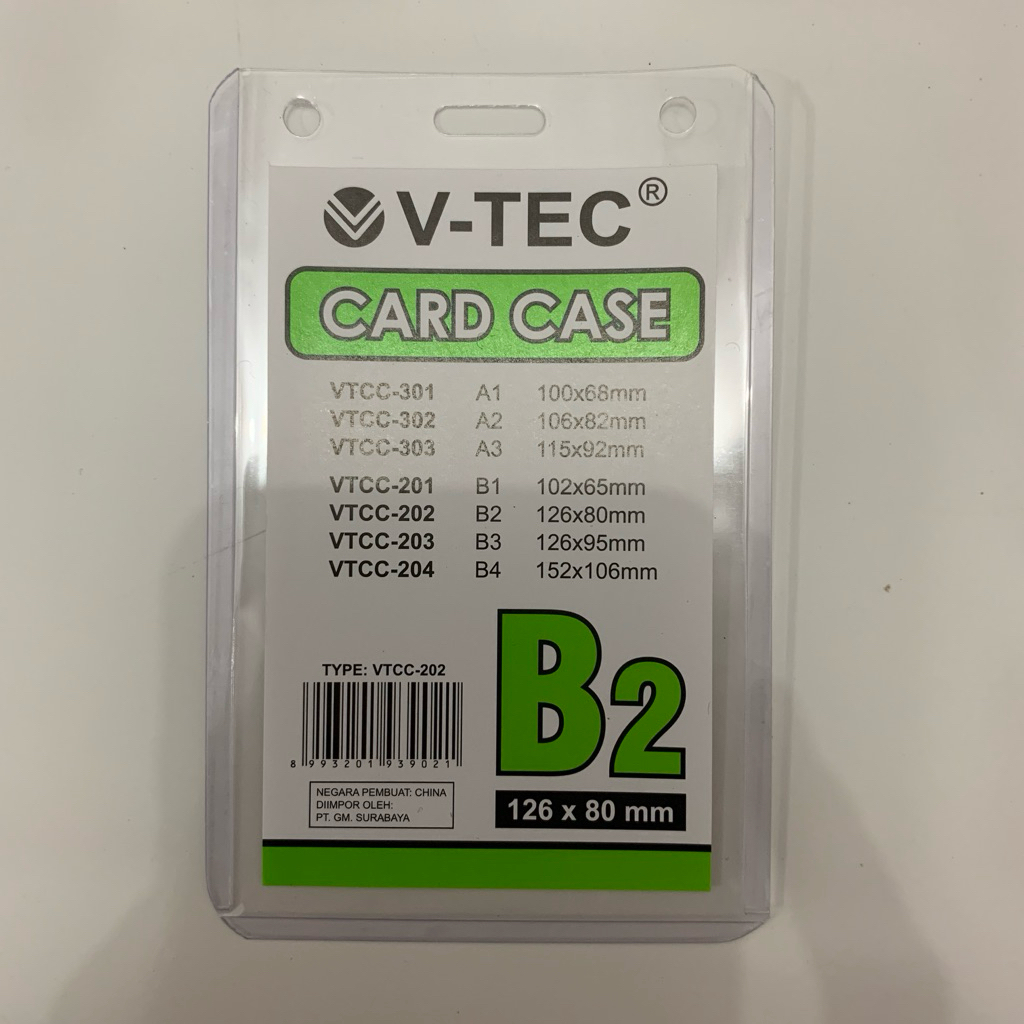 V-TEC®
CARD CASE
VTCC-301 A1 100x68mm
VTCC-302 A2 106x82mm
VTCC-303 A3 115x92mm
VTCC-201 B1 102x65mm
VTCC-202 B2 126x80mm
VTCC-203 B3 126x95mm
VTCC-204 B4 152x106mm
B2
126 x 80 mm
TYPE: VTCC-202
8 993201 939021
NEGARA PEMBUAT: CHINA
DIIMPOR OLEH:
PT. GM. SURABAYA